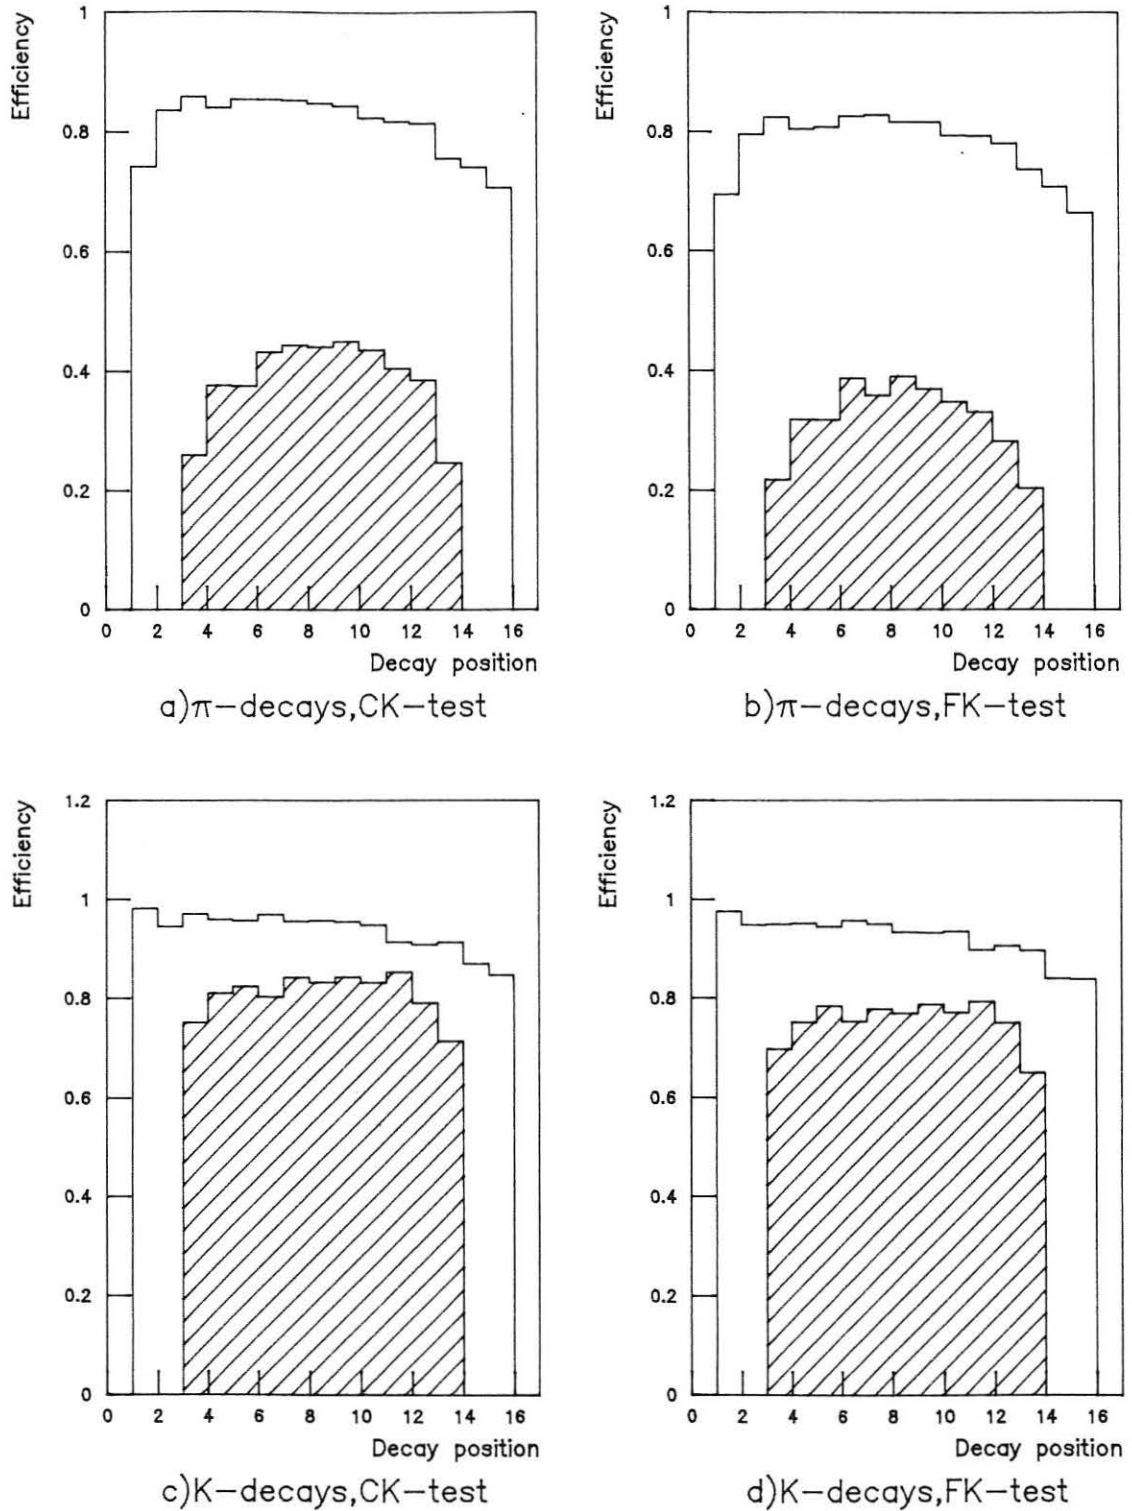 Efficiency
1
0.8
0.6
0.4
0.2
0
0 2 4 6 8 10 12 14 16
Decay position
a)π−decays,CK−test
Efficiency
1
0.8
0.6
0.4
0.2
0
0 2 4 6 8 10 12 14 16
Decay position
b)π−decays,FK−test
Efficiency
1.2
1
0.8
0.6
0.4
0.2
0
0 2 4 6 8 10 12 14 16
Decay position
c)K−decays,CK−test
Efficiency
1.2
1
0.8
0.6
0.4
0.2
0
0 2 4 6 8 10 12 14 16
Decay position
d)K−decays,FK−test